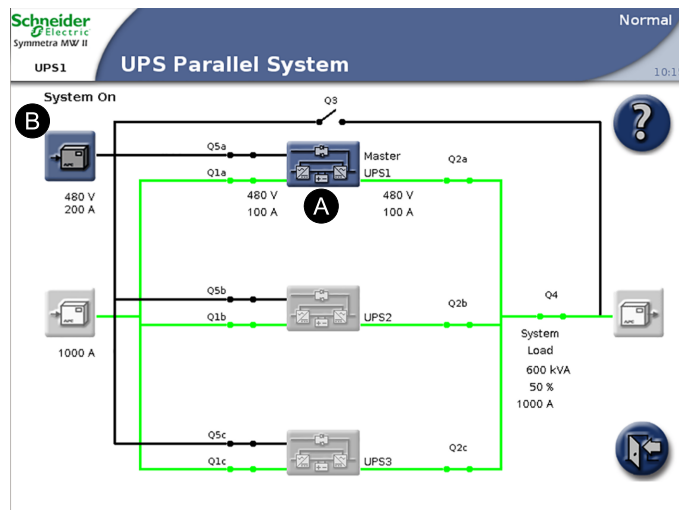 Schneider
Electric
Symmetra MW II
UPS1
UPS Parallel System
Normal
System On
B
Q3
Q5a
Q1a
Master
UPS1
Q2a
480 V
200 A
480 V
100 A
A
480 V
100 A
Q5b
Q1b
UPS2
Q2b
Q4
1000 A
System
Load
600 kVA
50 %
1000 A
Q5c
Q1c
UPS3
Q2c
?